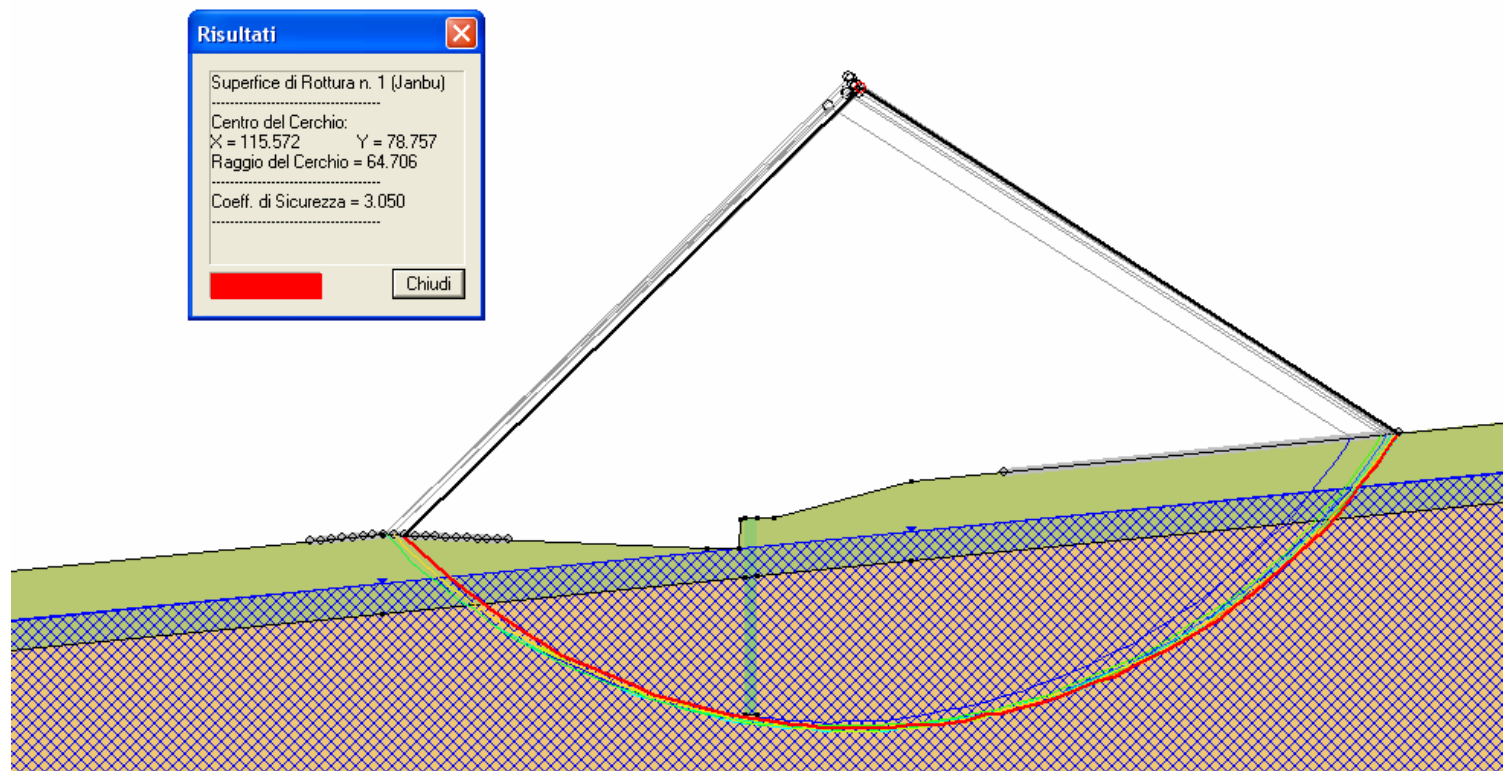 Risultati
Superfice di Rottura n. 1 (Janbu)
----------------------------------
Centro del Cerchio:
X = 115.572 Y = 78.757
Raggio del Cerchio = 64.706
----------------------------------
Coeff. di Sicurezza = 3.050
----------------------------------
Chiudi